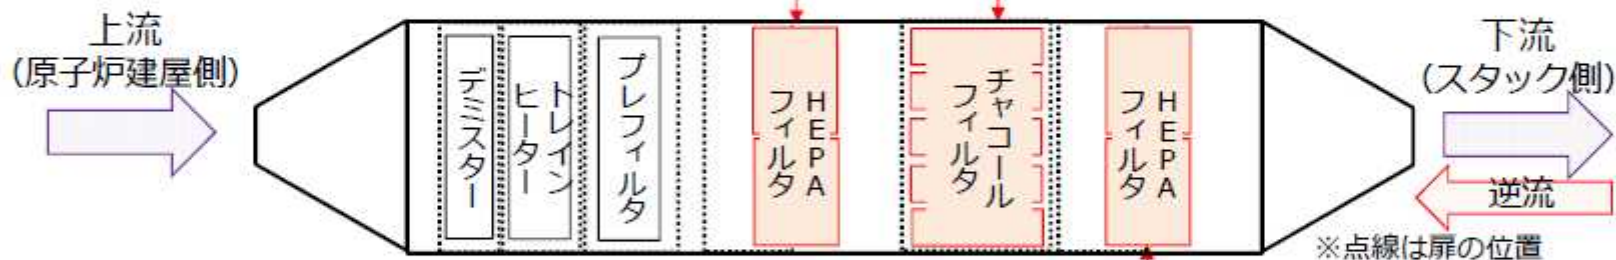 上流
(原子炉建屋側)
デミスター
トレイン
ヒーター
プレフィルタ
HEPA
フィルタ
チャコール
フィルタ
HEPA
フィルタ
下流
(スタック側)
逆流
※点線は扉の位置